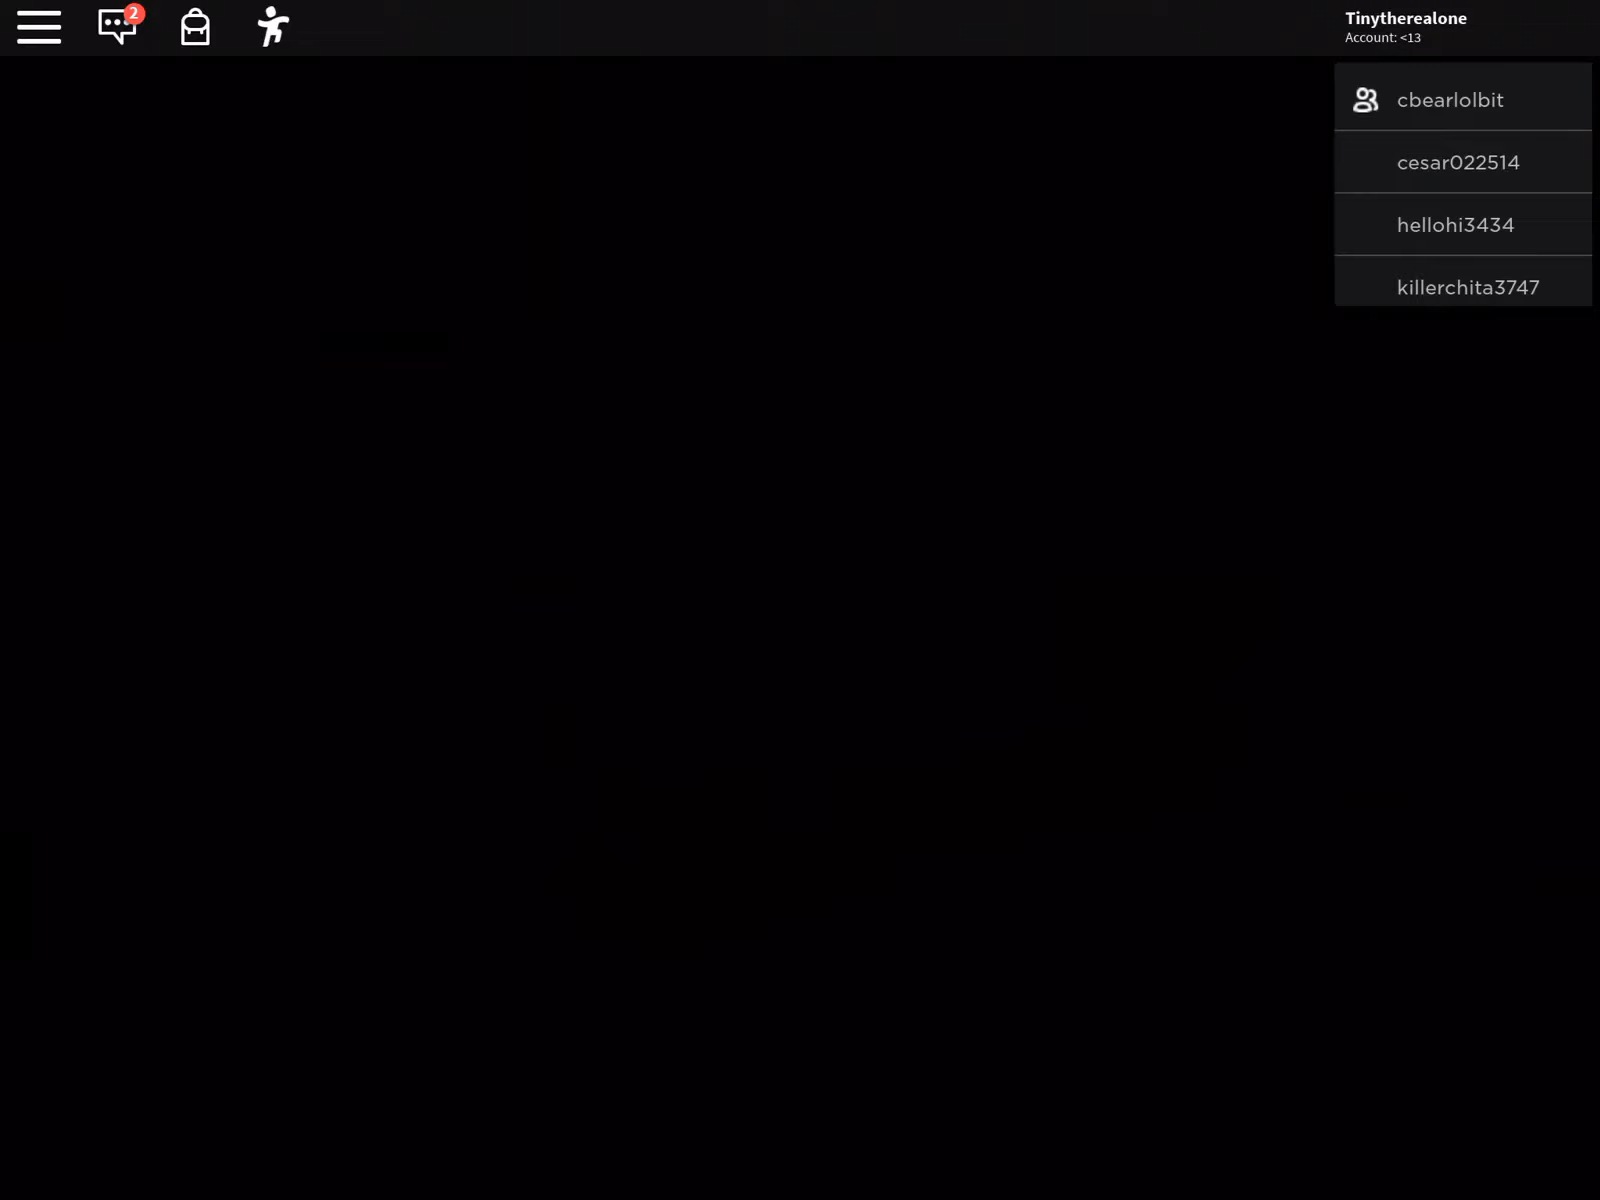 2
Tinytherealone
Account: <13
cbearlolbit
cesar022514
hellohi3434
killerchita3747